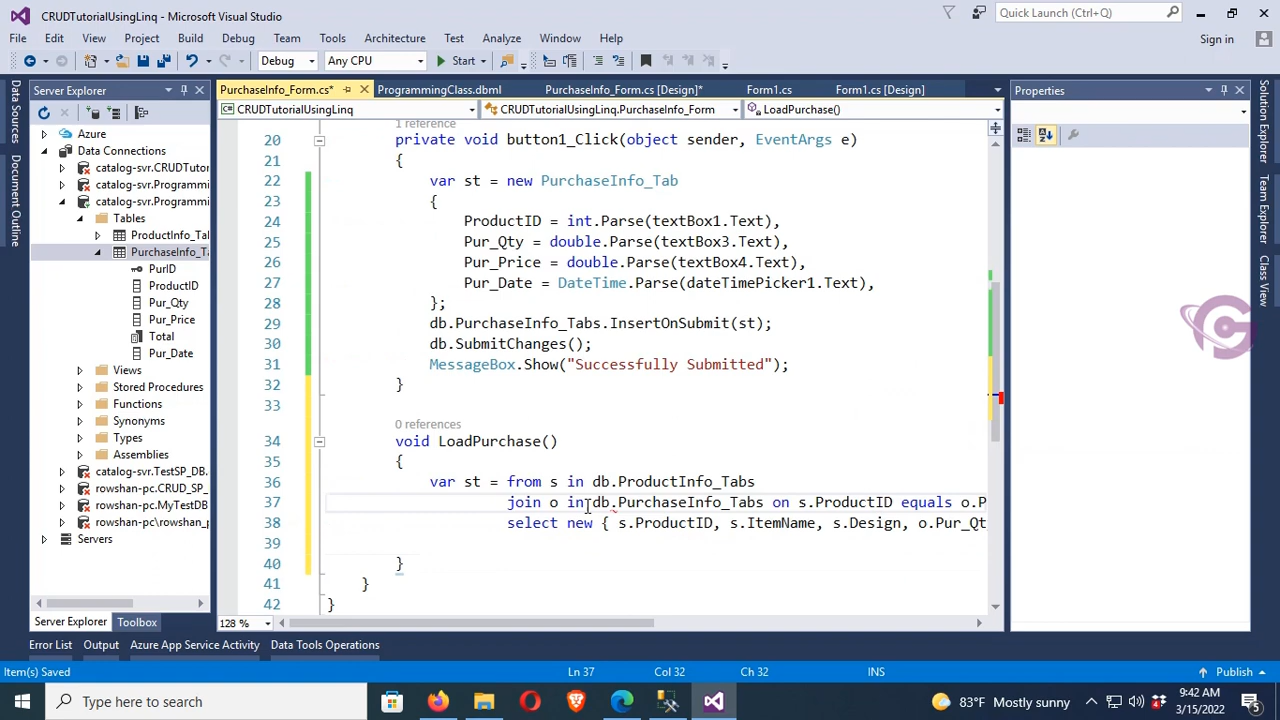 CRUDTutorialUsingLinq - Microsoft Visual Studio
Quick Launch (Ctrl+Q)
File Edit View Project Build Debug Team Tools Architecture Test Analyze Window Help
Sign in
Debug Any CPU Start
Server Explorer
PurchaseInfo_Form.cs* ProgrammingClass.dbml PurchaseInfo_Form.cs [Design]* Form1.cs Form1.cs [Design]
Properties
CRUDTutorialUsingLinq CRUDTutorialUsingLinq.PurchaseInfo_Form LoadPurchase()
Data Sources
Document Outline
Azure
Data Connections
catalog-svr.CRUDTutor
catalog-svr.Programmi
catalog-svr.Programmi
Tables
ProductInfo_Tal
PurchaseInfo_Ta
PurID
ProductID
Pur_Qty
Pur_Price
Total
Pur_Date
Views
Stored Procedures
Functions
Synonyms
Types
Assemblies
catalog-svr.TestSP_DB.
rowshan-pc.CRUD_SP
rowshan-pc.MyTestDB
rowshan-pc\rowshan_p
Servers
Server Explorer Toolbox
1 reference
20 private void button1_Click(object sender, EventArgs e)
21 {
22 var st = new PurchaseInfo_Tab
23 {
24 ProductID = int.Parse(textBox1.Text),
25 Pur_Qty = double.Parse(textBox3.Text),
26 Pur_Price = double.Parse(textBox4.Text),
27 Pur_Date = DateTime.Parse(dateTimePicker1.Text),
28 };
29 db.PurchaseInfo_Tabs.InsertOnSubmit(st);
30 db.SubmitChanges();
31 MessageBox.Show("Successfully Submitted");
32 }
33
0 references
34 void LoadPurchase()
35 {
36 var st = from s in db.ProductInfo_Tabs
37 join o in db.PurchaseInfo_Tabs on s.ProductID equals o.P
38 select new { s.ProductID, s.ItemName, s.Design, o.Pur_Qt
39
40 }
41 }
42 }
128 %
Solution Explorer
Team Explorer
Class View
Error List Output Azure App Service Activity Data Tools Operations
Item(s) Saved Ln 37 Col 32 Ch 32 INS Publish
Type here to search
83°F Mostly sunny
9:42 AM
3/15/2022
5